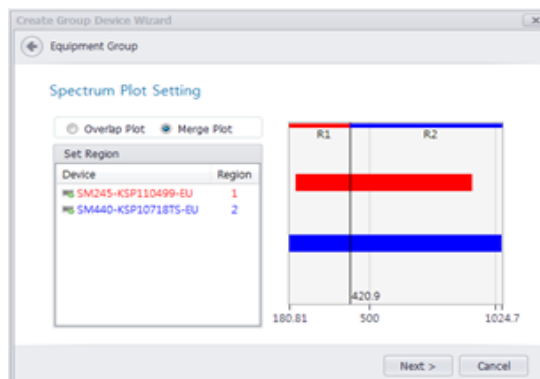 Create Group Device Wizard
Equipment Group
Spectrum Plot Setting
Overlap Plot Merge Plot
Set Region
Device Region
SM245-KSP110499-EU 1
SM440-KSP10718TS-EU 2
R1 R2
420.9
180.81 500 1024.7
Next > Cancel